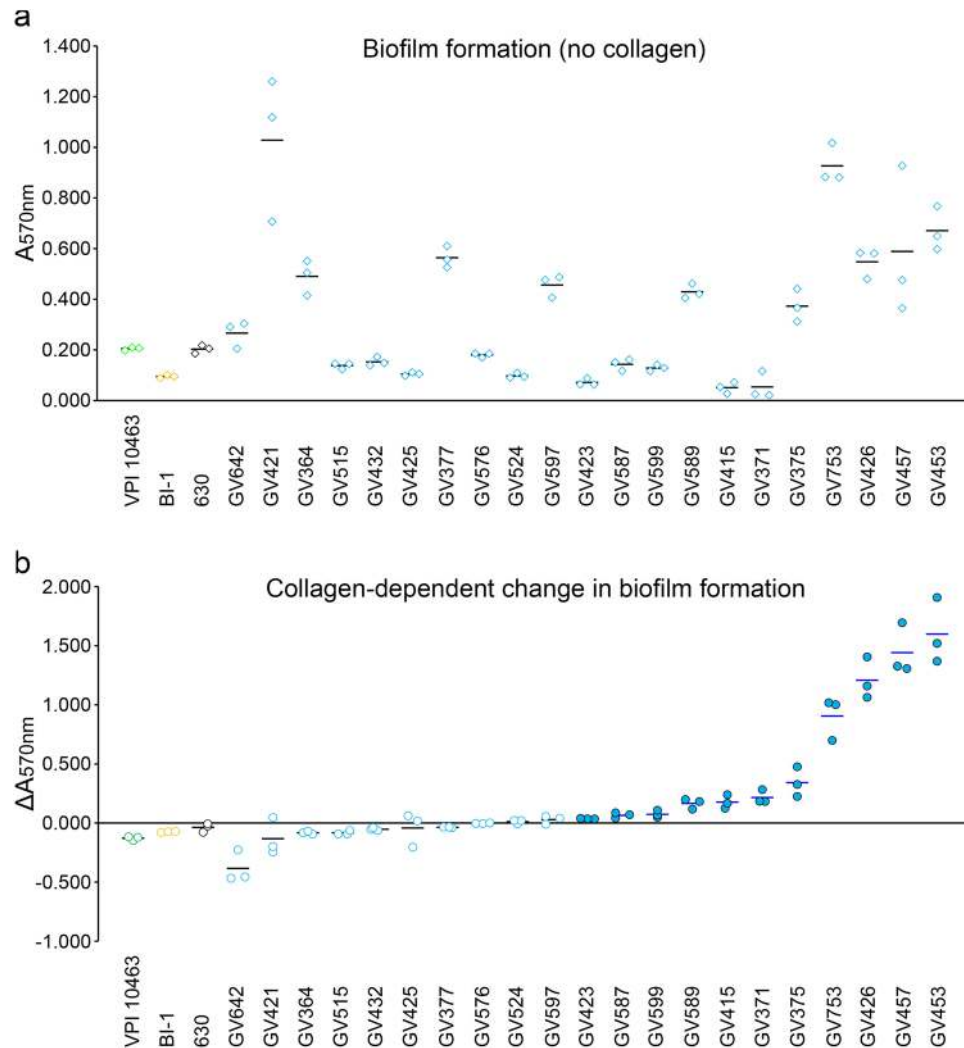 a
Biofilm formation (no collagen)
1.400
1.200
1.000
0.800
0.600
0.400
0.200
0.000
A570nm
VPI 10463
BI-1
630
GV642
GV421
GV364
GV515
GV432
GV425
GV377
GV576
GV524
GV597
GV423
GV587
GV599
GV589
GV415
GV371
GV375
GV753
GV426
GV457
GV453
b
Collagen-dependent change in biofilm formation
2.000
1.500
1.000
0.500
0.000
-0.500
-1.000
ΔA570nm
VPI 10463
BI-1
630
GV642
GV421
GV364
GV515
GV432
GV425
GV377
GV576
GV524
GV597
GV423
GV587
GV599
GV589
GV415
GV371
GV375
GV753
GV426
GV457
GV453